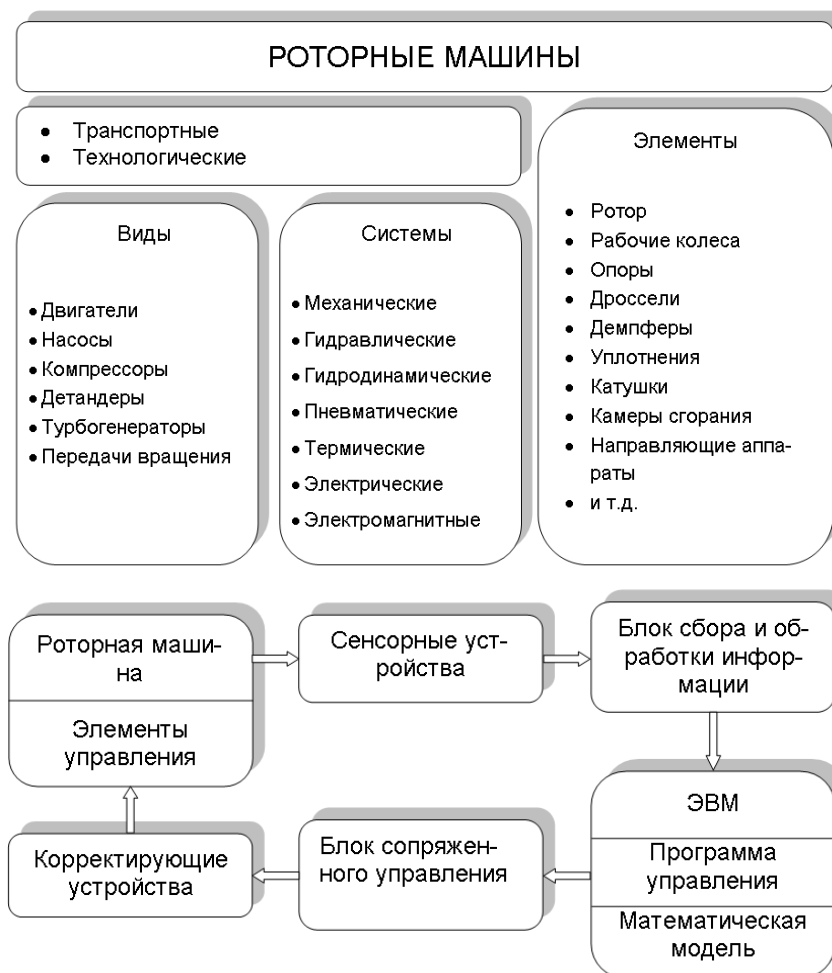 РОТОРНЫЕ МАШИНЫ
• Транспортные
• Технологические
Виды
• Двигатели
• Насосы
• Компрессоры
• Детандеры
• Турбогенераторы
• Передачи вращения
Системы
• Механические
• Гидравлические
• Гидродинамические
• Пневматические
• Термические
• Электрические
• Электромагнитные
Элементы
• Ротор
• Рабочие колеса
• Опоры
• Дроссели
• Демпферы
• Уплотнения
• Катушки
• Камеры сгорания
• Направляющие аппа-
раты
• и т.д.
Роторная маши-
на
Элементы
управления
Сенсорные уст-
ройства
Блок сбора и об-
работки инфор-
мации
ЭВМ
Программа
управления
Математическая
модель
Блок сопряжен-
ного управления
Корректирующие
устройства